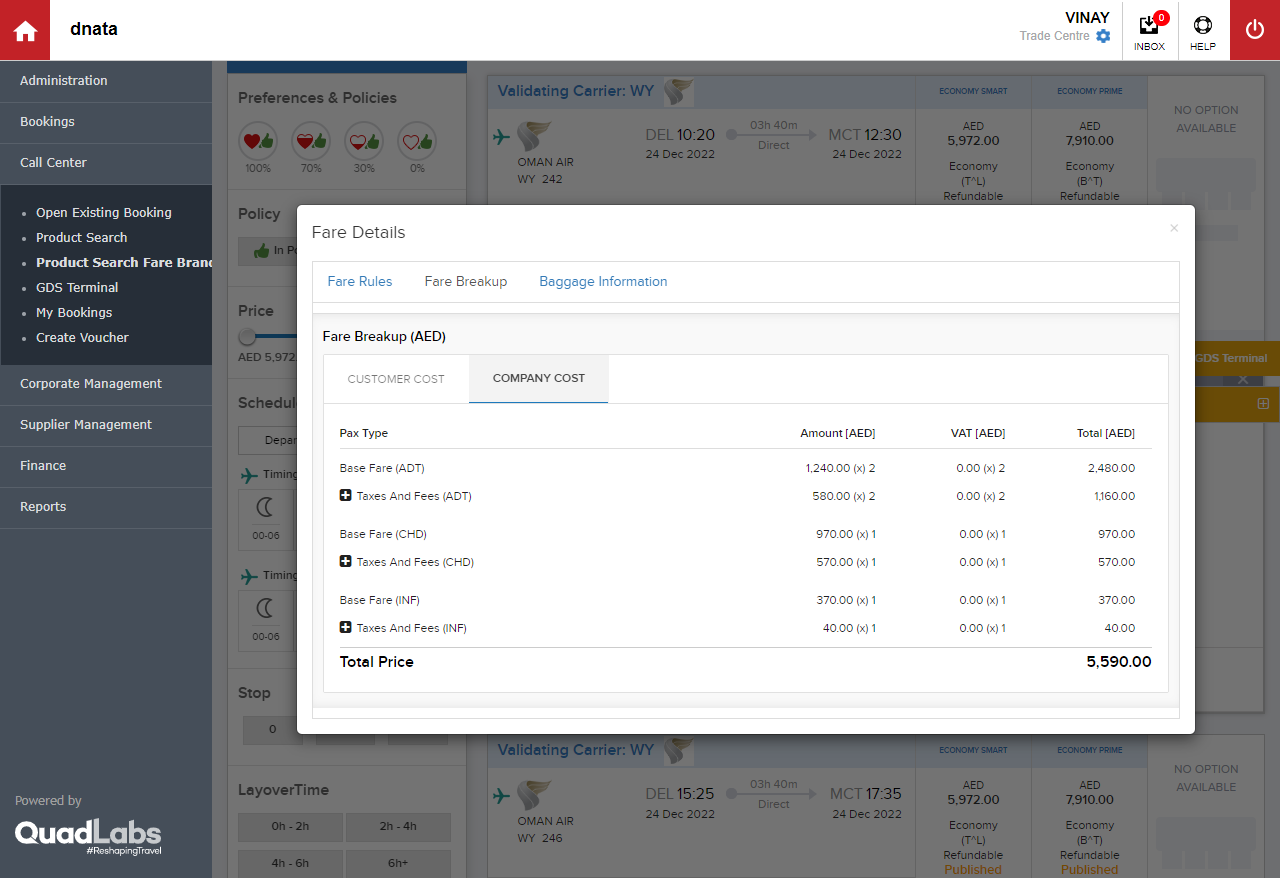 dnata
VINAY
Trade Centre
0
INBOX
HELP
Administration
Bookings
Call Center
Open Existing Booking
Product Search
Product Search Fare Brand
GDS Terminal
My Bookings
Create Voucher
Corporate Management
Supplier Management
Finance
Reports
Powered by
QuadLabs
#ReshapingTravel
Preferences & Policies
100% 70% 30% 0%
Policy
In Po
Price
AED 5,972.
Schedul
Depar
Timing
00-06
Timing
00-06
Stop
0
LayoverTime
0h - 2h 2h - 4h
4h - 6h 6h+
Validating Carrier: WY
ECONOMY SMART ECONOMY PRIME
NO OPTION
AVAILABLE
OMAN AIR
WY 242
DEL 10:20
24 Dec 2022
03h 40m
Direct
MCT 12:30
24 Dec 2022
AED
5,972.00
Economy
(T^L)
Refundable
AED
7,910.00
Economy
(B^T)
Refundable
GDS Terminal
Fare Details ×
Fare Rules Fare Breakup Baggage Information
Fare Breakup (AED)
CUSTOMER COST COMPANY COST
Pax Type Amount [AED] VAT [AED] Total [AED]
Base Fare (ADT) 1,240.00 (x) 2 0.00 (x) 2 2,480.00
Taxes And Fees (ADT) 580.00 (x) 2 0.00 (x) 2 1,160.00
Base Fare (CHD) 970.00 (x) 1 0.00 (x) 1 970.00
Taxes And Fees (CHD) 570.00 (x) 1 0.00 (x) 1 570.00
Base Fare (INF) 370.00 (x) 1 0.00 (x) 1 370.00
Taxes And Fees (INF) 40.00 (x) 1 0.00 (x) 1 40.00
Total Price 5,590.00
Validating Carrier: WY
ECONOMY SMART ECONOMY PRIME
NO OPTION
AVAILABLE
OMAN AIR
WY 246
DEL 15:25
24 Dec 2022
03h 40m
Direct
MCT 17:35
24 Dec 2022
AED
5,972.00
Economy
(T^L)
Refundable
Published
AED
7,910.00
Economy
(B^T)
Refundable
Published